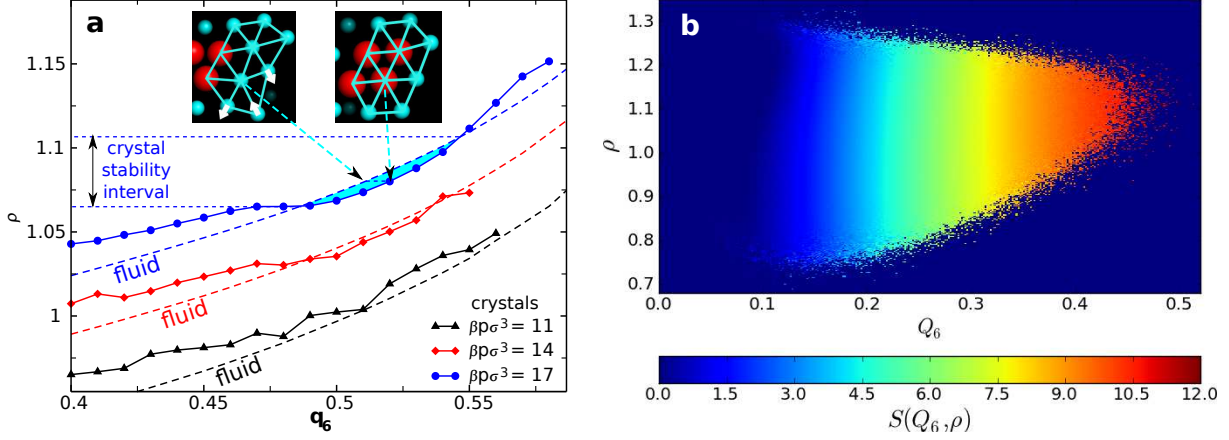 a
1.15
1.1
1.05
1
ρ
crystal
stability
interval
fluid
fluid
fluid
crystals
βpσ³ = 11
βpσ³ = 14
βpσ³ = 17
0.4
0.45
0.5
0.55
q₆
b
1.3
1.2
1.1
1.0
0.9
0.8
0.7
ρ
0.0
0.1
0.2
0.3
0.4
0.5
Q₆
0.0
1.5
3.0
4.5
6.0
7.5
9.0
10.5
12.0
S(Q₆,ρ)